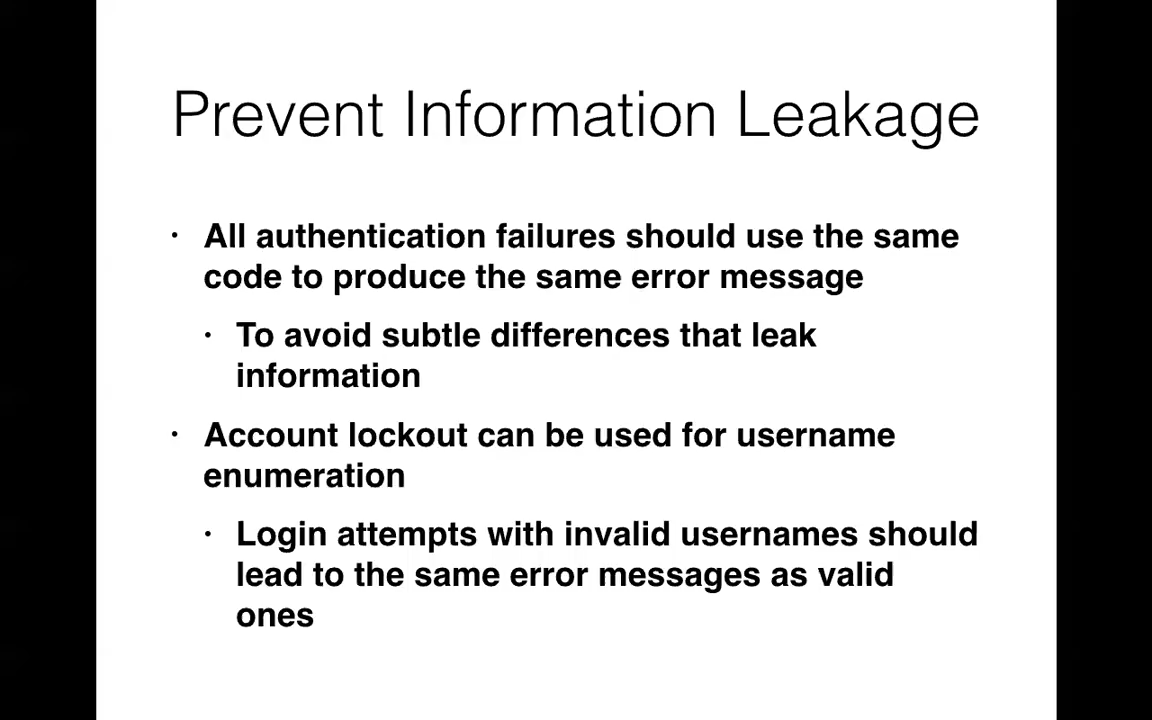 Prevent Information Leakage
· All authentication failures should use the same
code to produce the same error message
· To avoid subtle differences that leak
information
· Account lockout can be used for username
enumeration
· Login attempts with invalid usernames should
lead to the same error messages as valid
ones